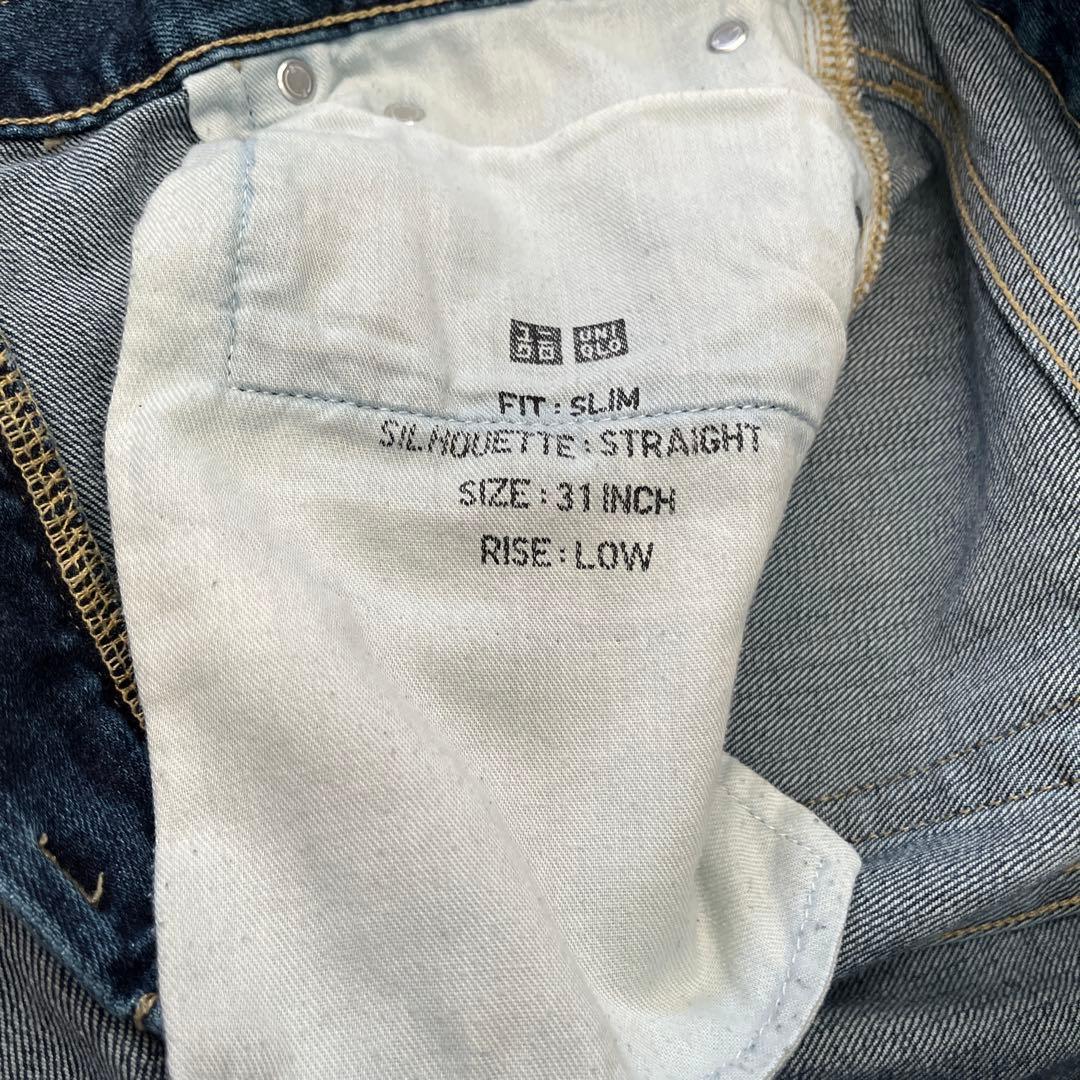 ユニ クロ UNI QLO
FIT : SLIM
SILHOUETTE : STRAIGHT
SIZE : 31 INCH
RISE : LOW